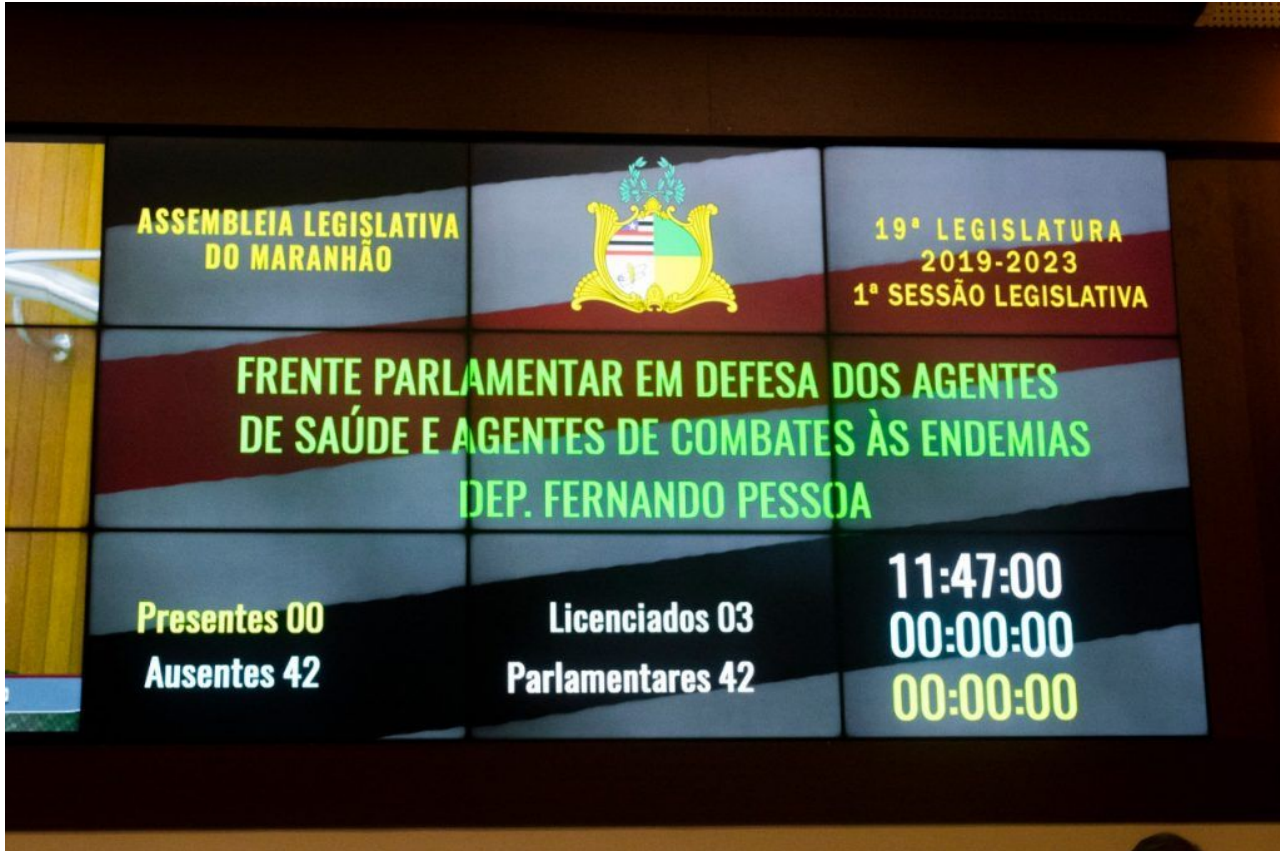 ASSEMBLEIA LEGISLATIVA
DO MARANHÃO
19ª LEGISLATURA
2019-2023
1ª SESSÃO LEGISLATIVA
FRENTE PARLAMENTAR EM DEFESA DOS AGENTES
DE SAÚDE E AGENTES DE COMBATES ÀS ENDEMIAS
DEP. FERNANDO PESSOA
Presentes 00
Ausentes 42
Licenciados 03
Parlamentares 42
11:47:00
00:00:00
00:00:00